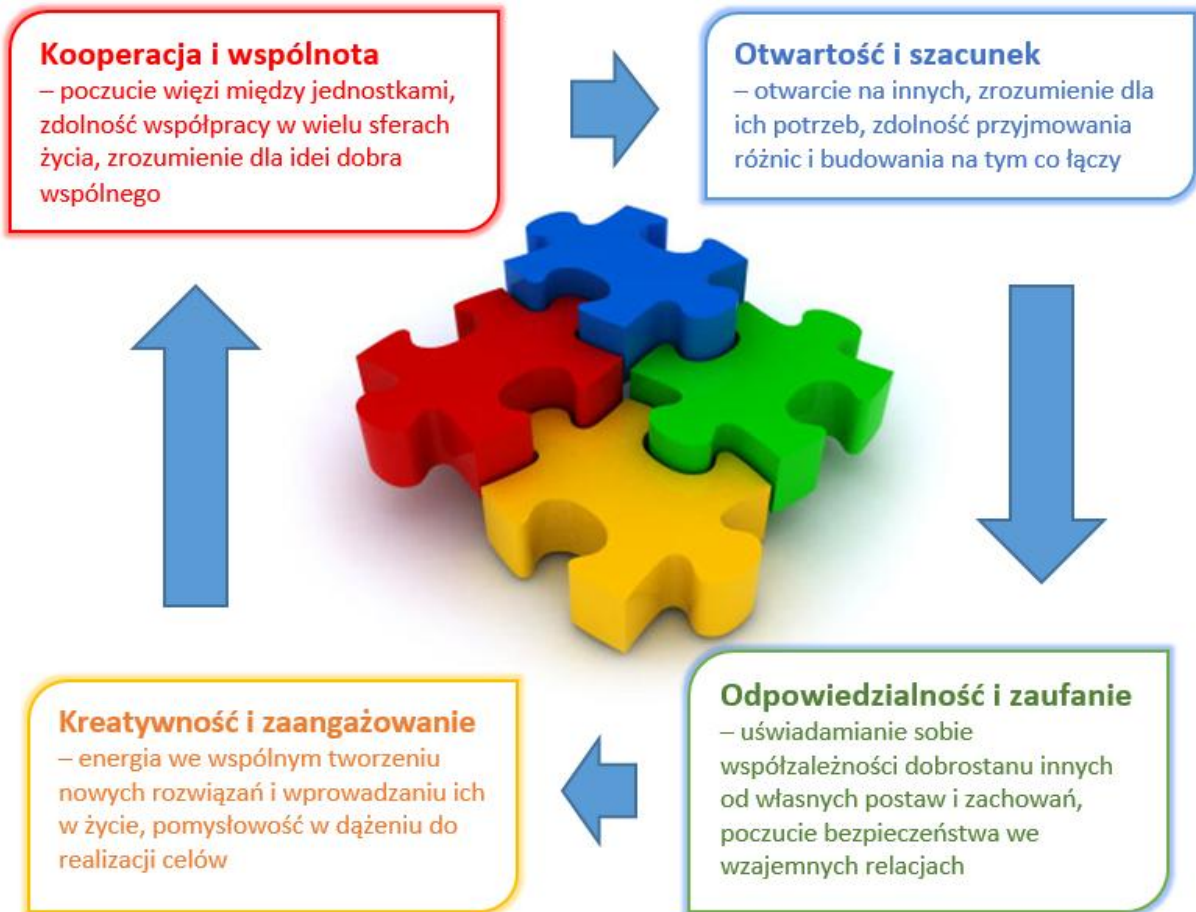 Kooperacja i wspólnota
– poczucie więzi między jednostkami,
zdolność współpracy w wielu sferach
życia, zrozumienie dla idei dobra
wspólnego
Otwartość i szacunek
– otwarcie na innych, zrozumienie dla
ich potrzeb, zdolność przyjmowania
różnic i budowania na tym co łączy
Kreatywność i zaangażowanie
– energia we wspólnym tworzeniu
nowych rozwiązań i wprowadzaniu ich
w życie, pomysłowość w dążeniu do
realizacji celów
Odpowiedzialność i zaufanie
– uświadamianie sobie
współzależności dobrostanu innych
od własnych postaw i zachowań,
poczucie bezpieczeństwa we
wzajemnych relacjach